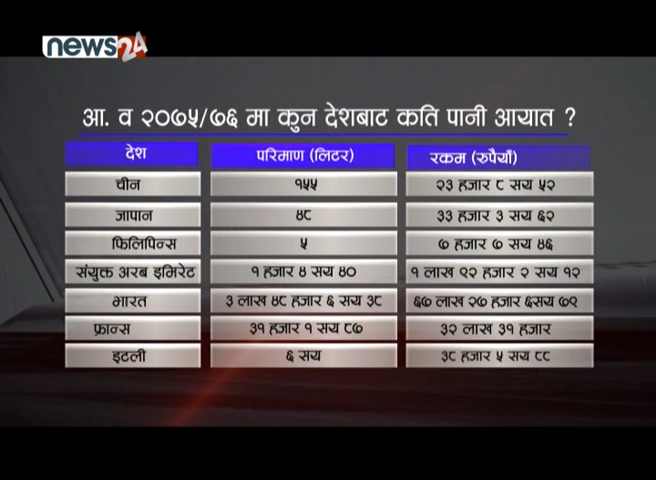 news24
आ. व २०७५/७६ मा कुन देशबाट कति पानी आयात ?
देश परिमाण (लिटर) रकम (रुपैयाँ)
चीन १५५ २३ हजार ८ सय ५२
जापान ४८ ३३ हजार ३ सय ६२
फिलिपिन्स ५ ७ हजार ७ सय ४६
संयुक्त अरब इमिरेट १ हजार ४ सय ४० १ लाख ९२ हजार २ सय १२
भारत ३ लाख ४८ हजार ६ सय ३८ ६७ लाख २७ हजार ६सय ७९
फ्रान्स ३१ हजार १ सय ८७ ३२ लाख ३१ हजार
इटली ६ सय ३८ हजार ५ सय ८८